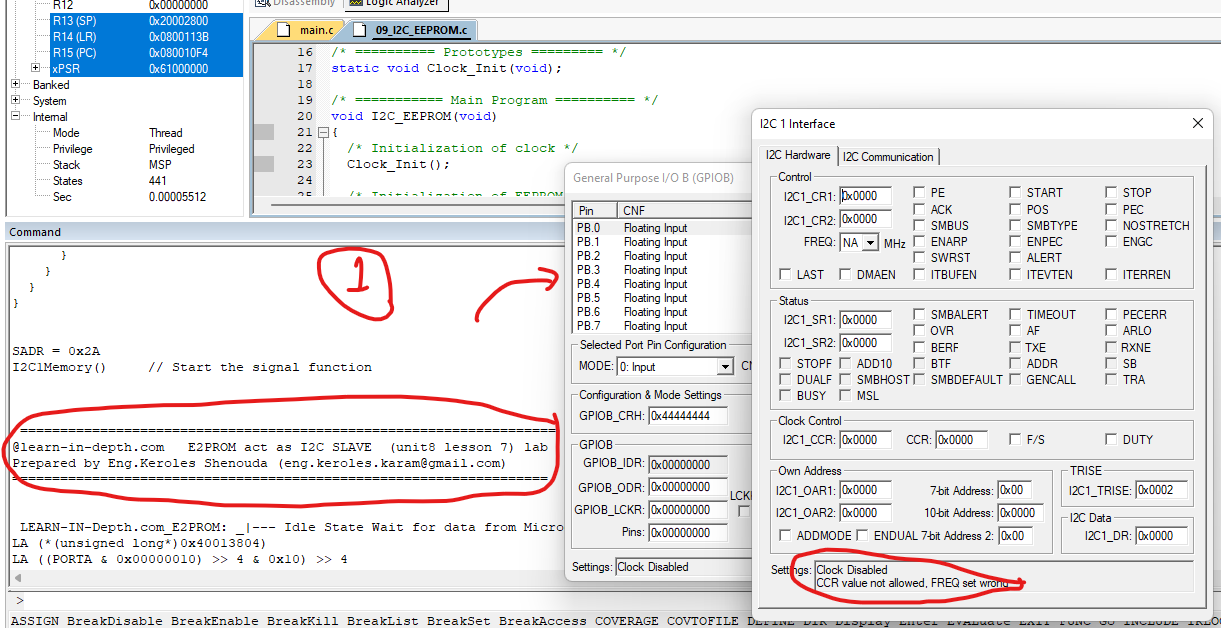 R12 0x00000000
R13 (SP) 0x20002800
R14 (LR) 0x0800113B
R15 (PC) 0x080010F4
xPSR 0x61000000
Banked
System
Internal
Mode Thread
Privilege Privileged
Stack MSP
States 441
Sec 0.00005512
Disassembly Logic Analyzer
main.c 09_I2C_EEPROM.c
16 /* ========== Prototypes ========= */
17 static void Clock_Init(void);
18
19 /* =========== Main Program ========== */
20 void I2C_EEPROM(void)
21 {
22 /* Initialization of clock */
23 Clock_Init();
24
25 /* Initialization of EEPROM
Command
}
}
}
}
SADR = 0x2A
I2C1Memory() // Start the signal function
1
====================================================================
@learn-in-depth.com E2PROM act as I2C SLAVE (unit8 lesson 7) lab
Prepared by Eng.Keroles Shenouda (eng.keroles.karam@gmail.com)
====================================================================
LEARN-IN-Depth.com_E2PROM: _|--- Idle State Wait for data from Micro
LA (*(unsigned long*)0x40013804)
LA ((PORTA & 0x00000010) >> 4 & 0x10) >> 4
>
ASSIGN BreakDisable BreakEnable BreakKill BreakList BreakSet BreakAccess COVERAGE COVTOFILE DEFINE DIR Display Enter EVALuate EXIT FUNC GO INCLUDE IRLO
General Purpose I/O B (GPIOB)
Pin CNF
PB.0 Floating Input
PB.1 Floating Input
PB.2 Floating Input
PB.3 Floating Input
PB.4 Floating Input
PB.5 Floating Input
PB.6 Floating Input
PB.7 Floating Input
Selected Port Pin Configuration
MODE: 0: Input
Configuration & Mode Settings
GPIOB_CRH: 0x44444444
GPIOB
GPIOB_IDR: 0x00000000
GPIOB_ODR: 0x00000000
GPIOB_LCKR: 0x00000000 LCK
Pins: 0x00000000
Settings: Clock Disabled
I2C 1 Interface
I2C Hardware I2C Communication
Control
I2C1_CR1: 0x0000 PE START STOP
ACK POS PEC
I2C1_CR2: 0x0000 SMBUS SMBTYPE NOSTRETCH
FREQ: NA MHz ENARP ENPEC ENGC
SWRST ALERT
LAST DMAEN ITBUFEN ITEVTEN ITERREN
Status
I2C1_SR1: 0x0000 SMBALERT TIMEOUT PECERR
OVR AF ARLO
I2C1_SR2: 0x0000 BERF TXE RXNE
STOPF ADD10 BTF ADDR SB
DUALF SMBHOST SMBDEFAULT GENCALL TRA
BUSY MSL
Clock Control
I2C1_CCR: 0x0000 CCR: 0x0000 F/S DUTY
Own Address
I2C1_OAR1: 0x0000 7-bit Address: 0x00
I2C1_OAR2: 0x0000 10-bit Address: 0x0000
ADDMODE ENDUAL 7-bit Address 2: 0x00
TRISE
I2C1_TRISE: 0x0002
I2C Data
I2C1_DR: 0x0000
Settings: Clock Disabled
CCR value not allowed, FREQ set wrong